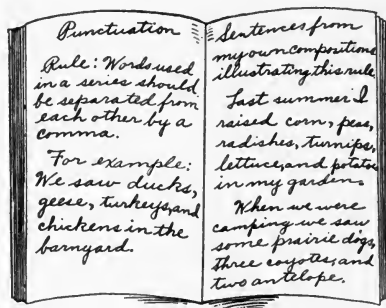 Punctuation
Rule: Words used
in a series should
be separated from
each other by a
comma.
For example:
We saw ducks,
geese, turkeys, and
chickens in the
barnyard.
Sentences from
my own compositions
illustrating this rule
Last summer I
raised corn, peas,
radishes, turnips,
lettuce, and potatoes
in my garden.
When we were
camping we saw
some prairie dogs,
three coyotes, and
two antelope.